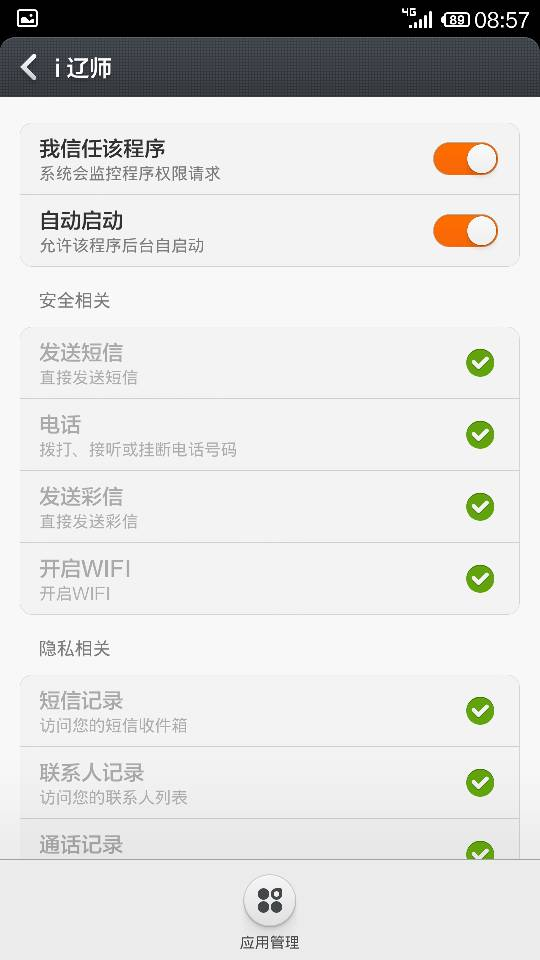 4G 89 08:57
i 辽师
我信任该程序
系统会监控程序权限请求
自动启动
允许该程序后台自启动
安全相关
发送短信
直接发送短信
电话
拨打、接听或挂断电话号码
发送彩信
直接发送彩信
开启WIFI
开启WIFI
隐私相关
短信记录
访问您的短信收件箱
联系人记录
访问您的联系人列表
通话记录
应用管理